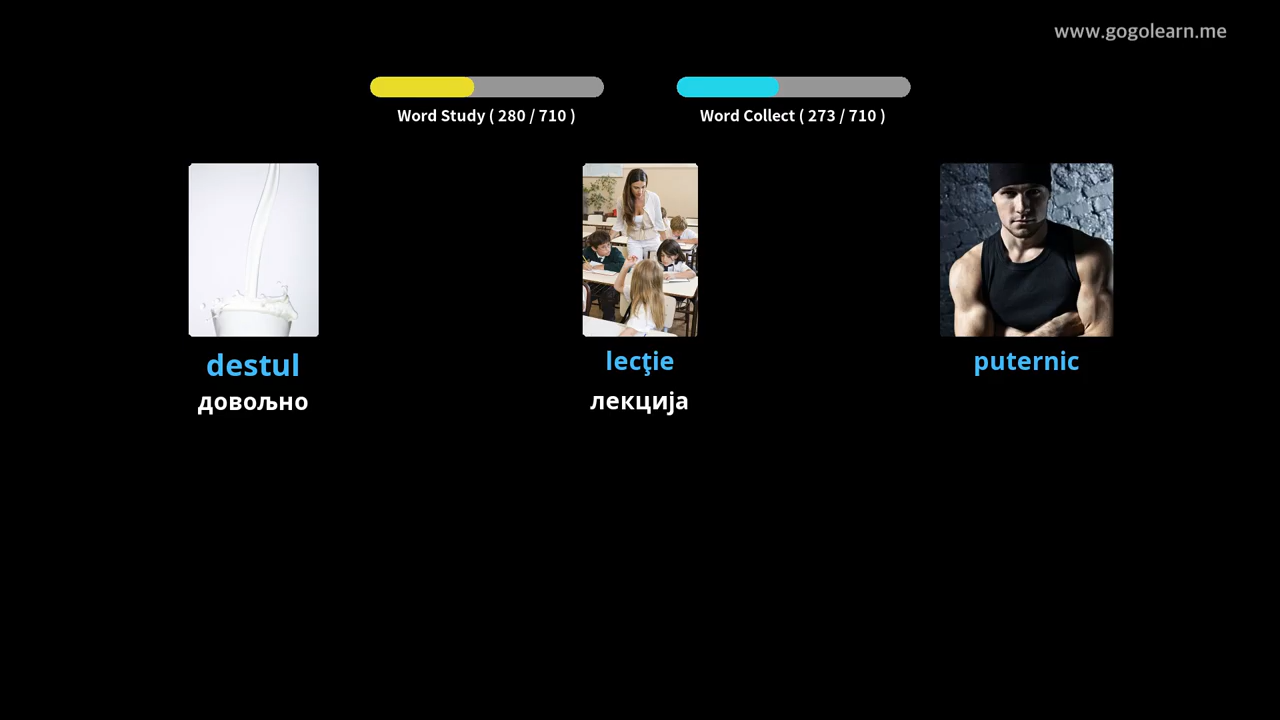 www.gogolearn.me
Word Study ( 280 / 710 )
Word Collect ( 273 / 710 )
destul
довољно
lecţie
лекција
puternic